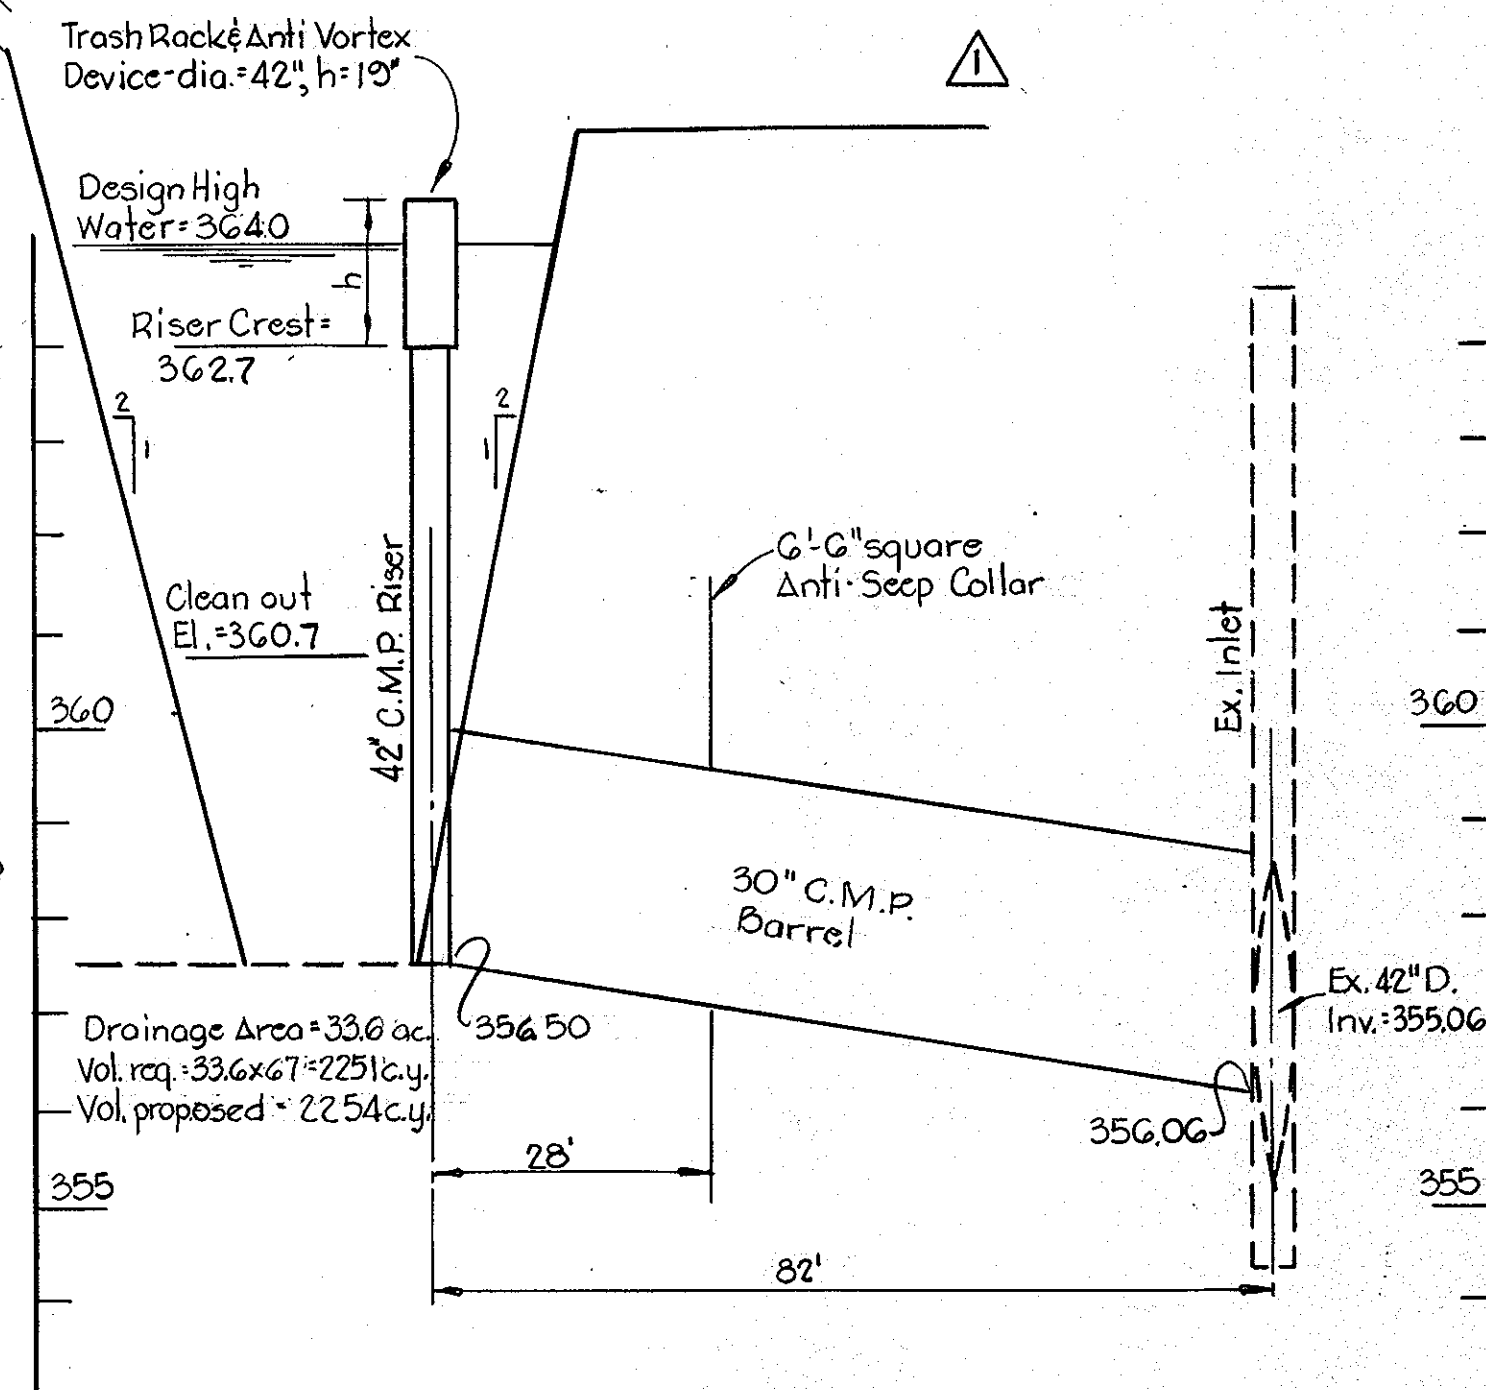 Trash Rack & Anti Vortex
Device-dia.=42", h=19"
1
Design High
Water=364.0
h
Riser Crest=
362.7
2
1
2
1
6'-6" square
Anti-Seep Collar
Clean out
El.=360.7
42" C.M.P. Riser
Ex. Inlet
360
360
30" C.M.P.
Barrel
Ex. 42" D.
Inv.=355.06
Drainage Area=33.6 ac.
356.50
Vol. req.=33.6x67=2251c.y.
Vol. proposed = 2254c.y.
356.06
28'
355
355
82'